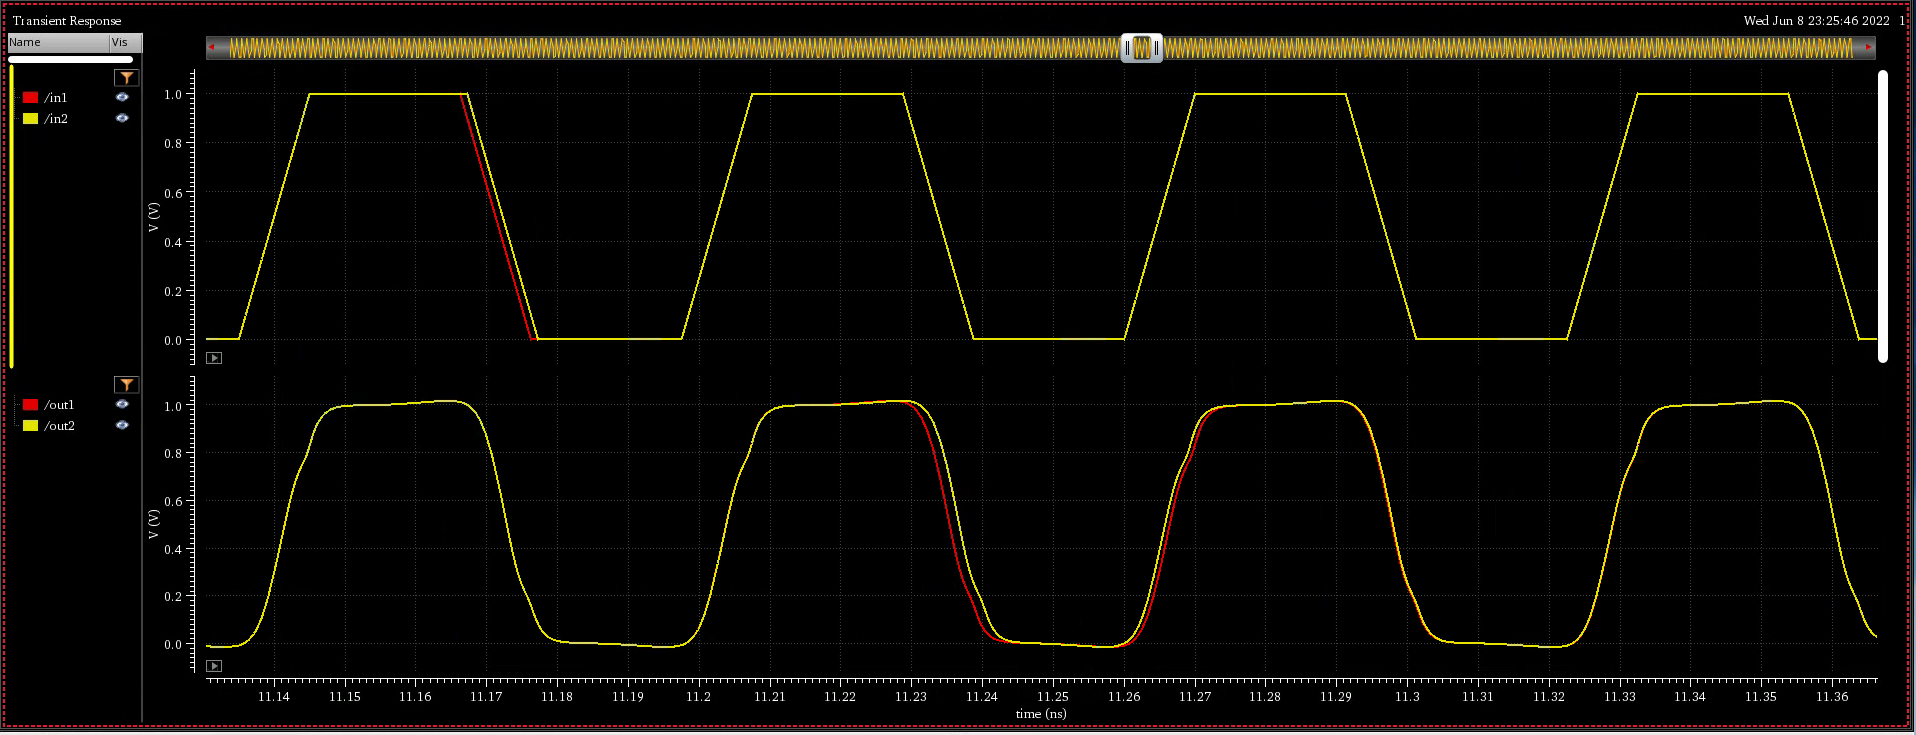 Transient Response
Wed Jun 8 23:25:46 2022 1
Name Vis
/in1
/in2
1.0
0.8
0.6
0.4
0.2
0.0
V (V)
/out1
/out2
1.0
0.8
0.6
0.4
0.2
0.0
V (V)
11.14 11.15 11.16 11.17 11.18 11.19 11.2 11.21 11.22 11.23 11.24 11.25 11.26 11.27 11.28 11.29 11.3 11.31 11.32 11.33 11.34 11.35 11.36
time (ns)